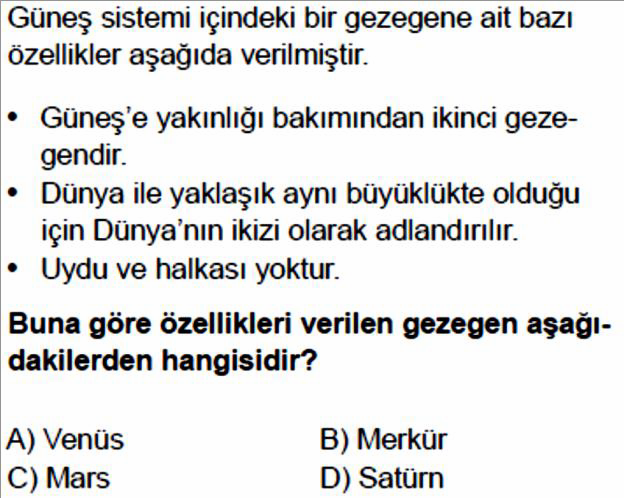 Güneş sistemi içindeki bir gezegene ait bazı
özellikler aşağıda verilmiştir.
• Güneş'e yakınlığı bakımından ikinci geze-
gendir.
• Dünya ile yaklaşık aynı büyüklükte olduğu
için Dünya'nın ikizi olarak adlandırılır.
• Uydu ve halkası yoktur.
Buna göre özellikleri verilen gezegen aşağı-
dakilerden hangisidir?
A) Venüs B) Merkür
C) Mars D) Satürn